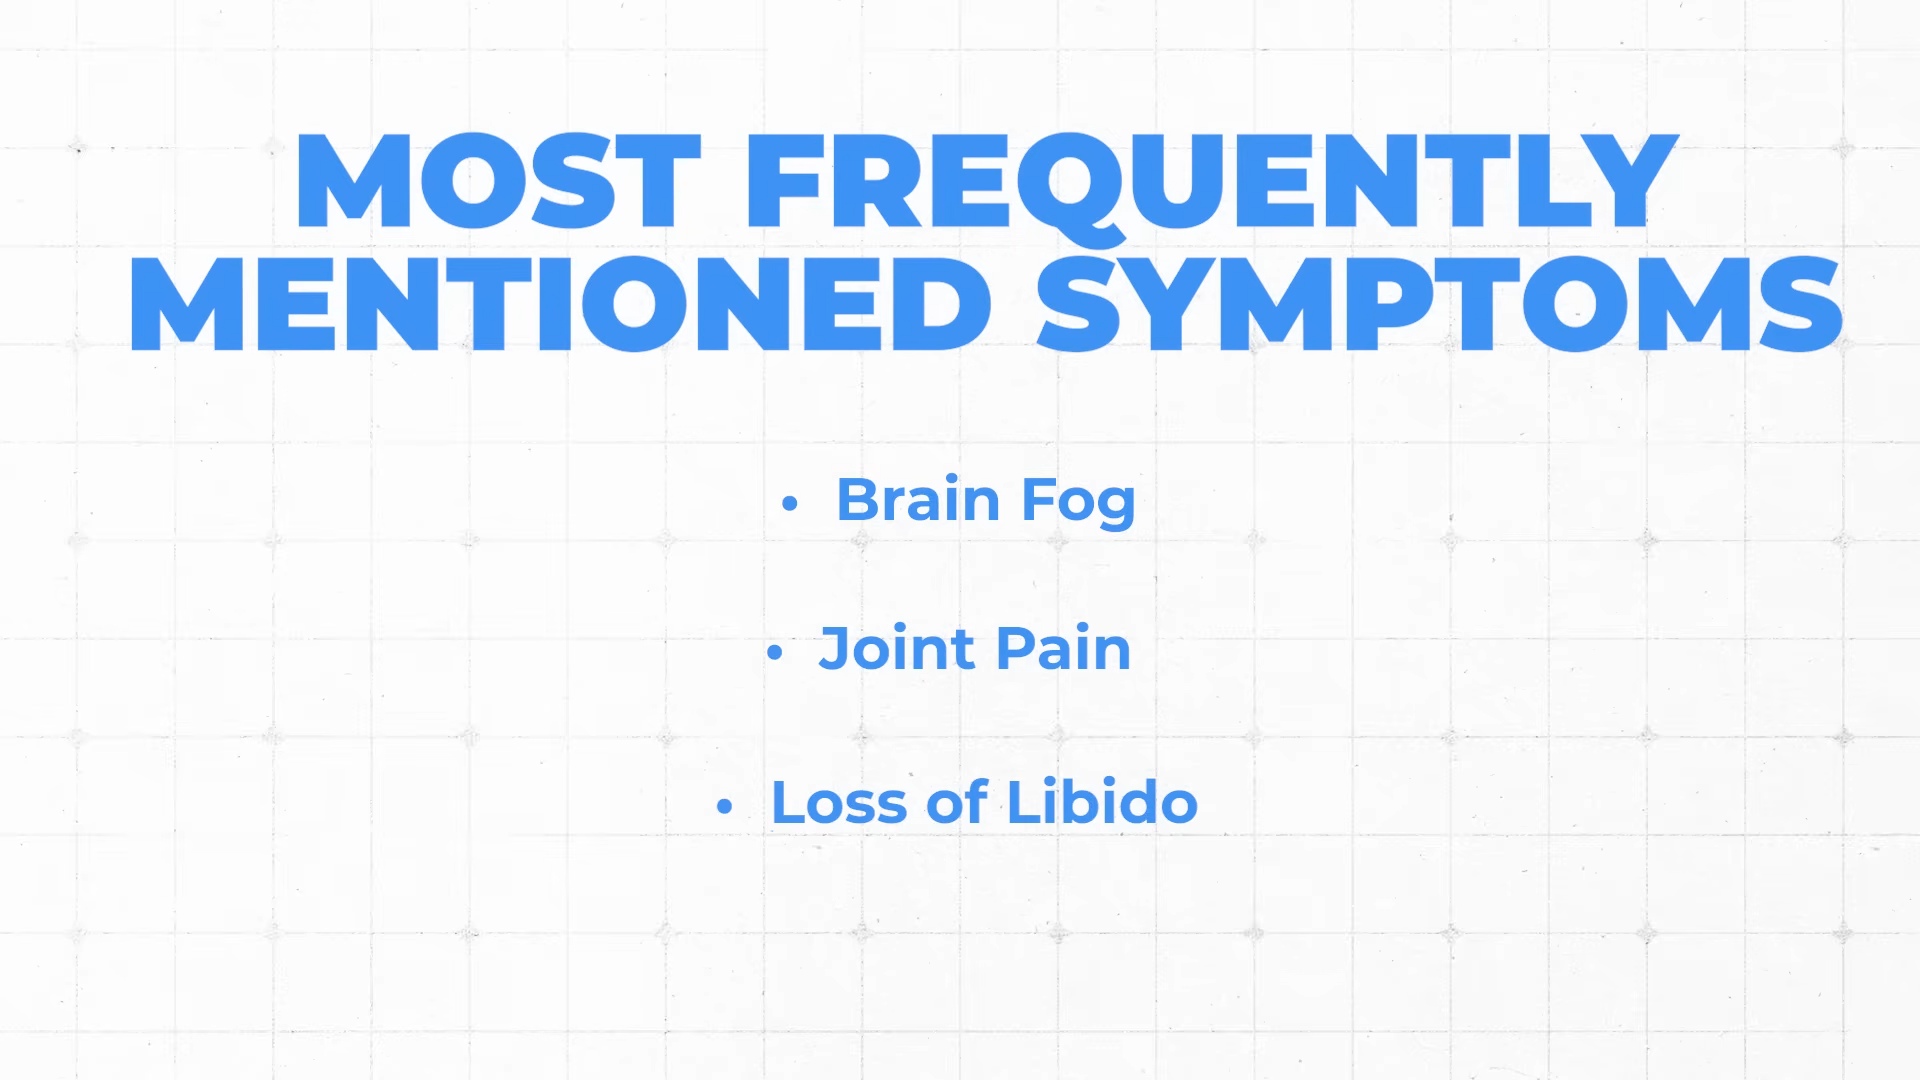 MOST FREQUENTLY
MENTIONED SYMPTOMS
• Brain Fog
• Joint Pain
• Loss of Libido